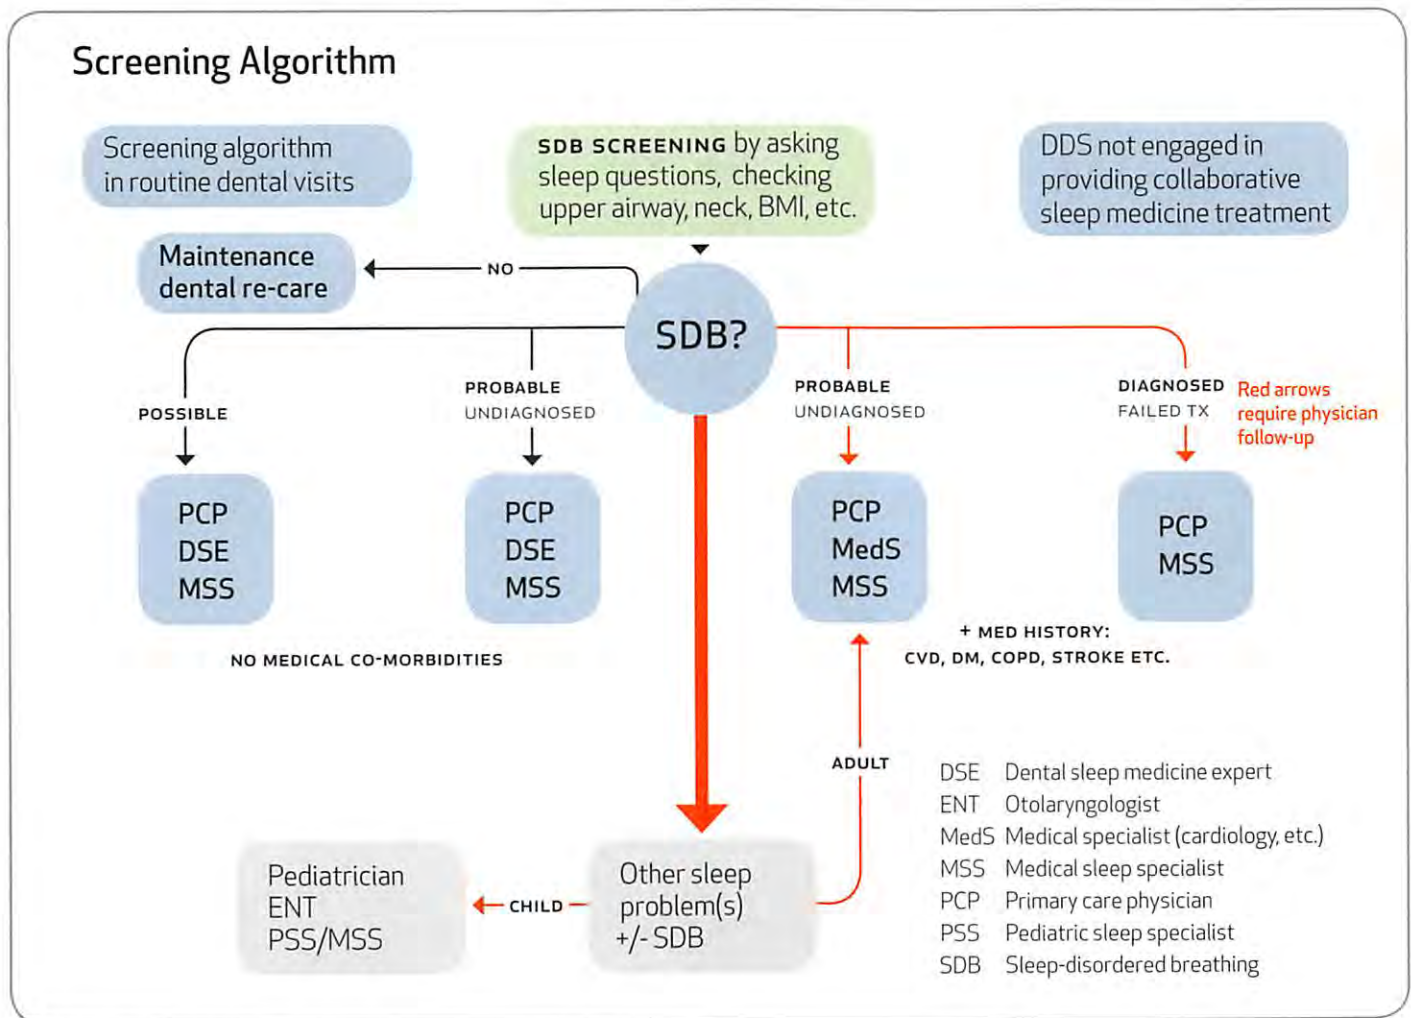 Screening Algorithm
Screening algorithm
in routine dental visits
SDB SCREENING by asking
sleep questions, checking
upper airway, neck, BMI, etc.
DDS not engaged in
providing collaborative
sleep medicine treatment
Maintenance
dental re-care
NO
SDB?
POSSIBLE
PROBABLE
UNDIAGNOSED
PROBABLE
UNDIAGNOSED
DIAGNOSED
FAILED TX
Red arrows
require physician
follow-up
PCP
DSE
MSS
PCP
DSE
MSS
PCP
MedS
MSS
PCP
MSS
NO MEDICAL CO-MORBIDITIES
+ MED HISTORY:
CVD, DM, COPD, STROKE ETC.
ADULT
Pediatrician
ENT
PSS/MSS
CHILD
Other sleep
problem(s)
+/- SDB
DSE Dental sleep medicine expert
ENT Otolaryngologist
MedS Medical specialist (cardiology, etc.)
MSS Medical sleep specialist
PCP Primary care physician
PSS Pediatric sleep specialist
SDB Sleep-disordered breathing